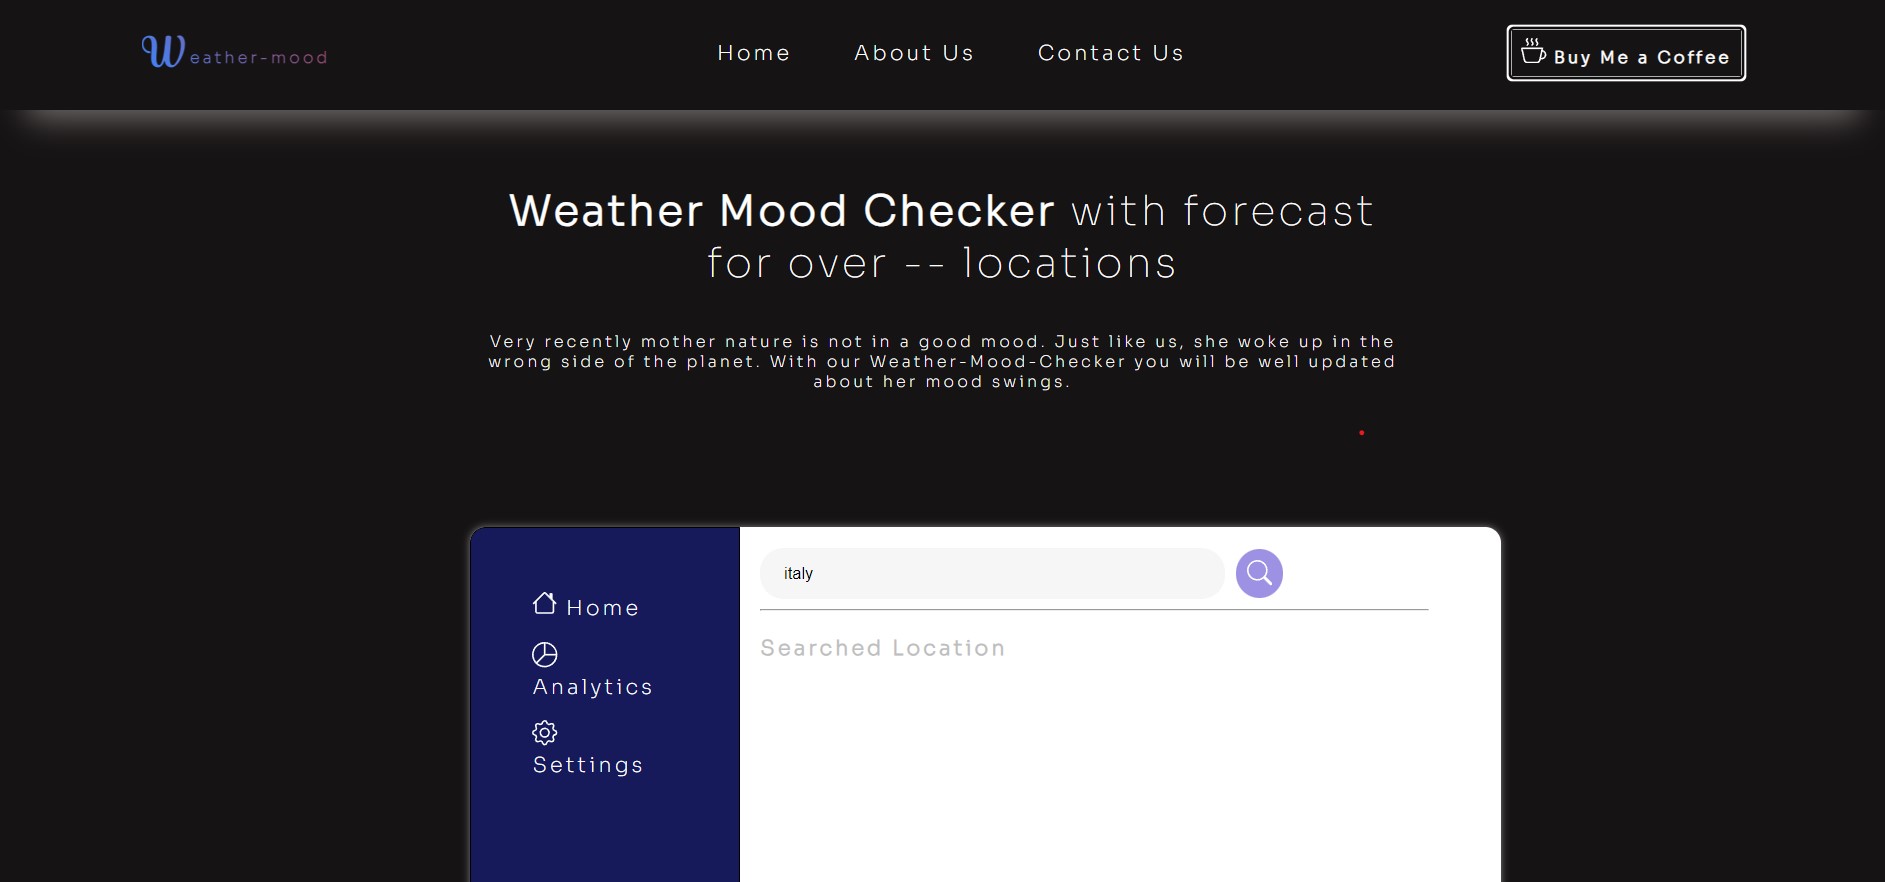 Weather-mood
Home
About Us
Contact Us
Buy Me a Coffee
Weather Mood Checker with forecast
for over -- locations
Very recently mother nature is not in a good mood. Just like us, she woke up in the
wrong side of the planet. With our Weather-Mood-Checker you will be well updated
about her mood swings.
Home
Analytics
Settings
italy
Searched Location